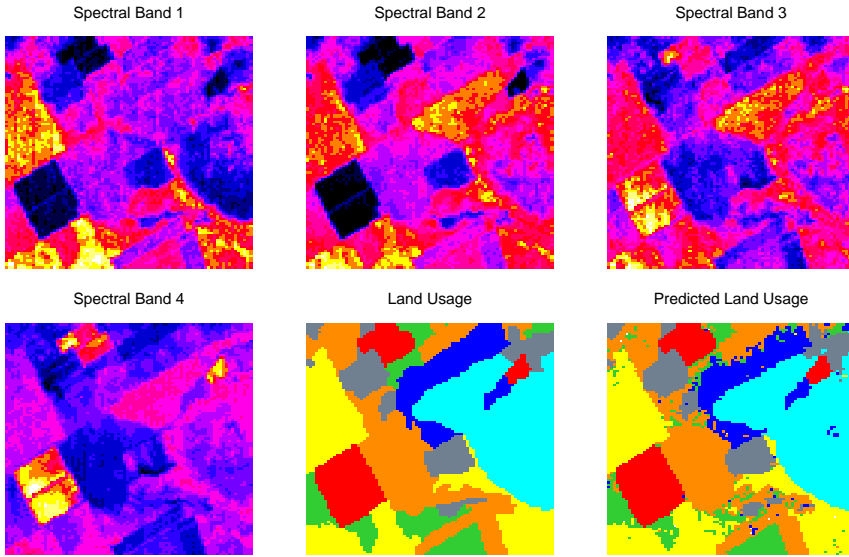 Spectral Band 1
Spectral Band 2
Spectral Band 3
Spectral Band 4
Land Usage
Predicted Land Usage